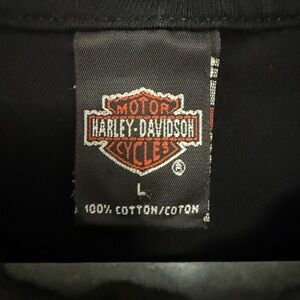 MOTOR
HARLEY-DAVIDSON
CYCLES
®
L
100% COTTON/COTON